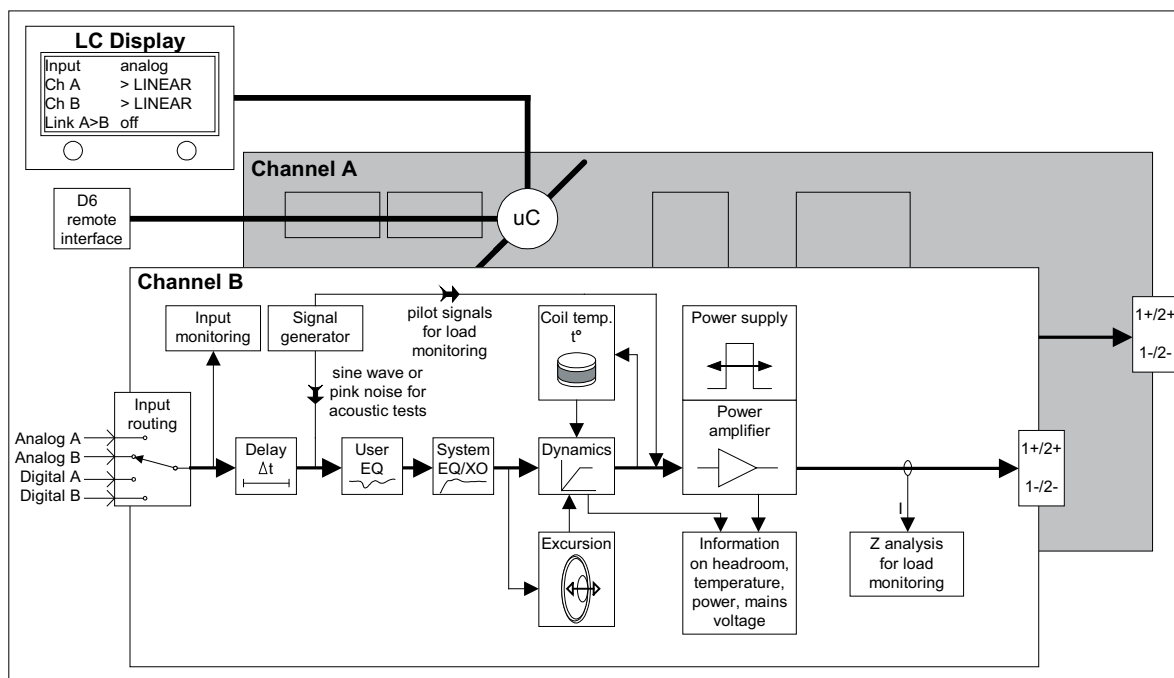 LC Display
Input analog
Ch A > LINEAR
Ch B > LINEAR
Link A>B off
D6
remote
interface
uC
Channel A
Channel B
Input
monitoring
Signal
generator
pilot signals
for load
monitoring
sine wave or
pink noise for
acoustic tests
Coil temp.
t°
Power supply
Power
amplifier
1+/2+
1-/2-
Input
routing
Analog A
Analog B
Digital A
Digital B
Delay
Δt
User
EQ
System
EQ/XO
Dynamics
1+/2+
1-/2-
I
Excursion
Information
on headroom,
temperature,
power, mains
voltage
Z analysis
for load
monitoring